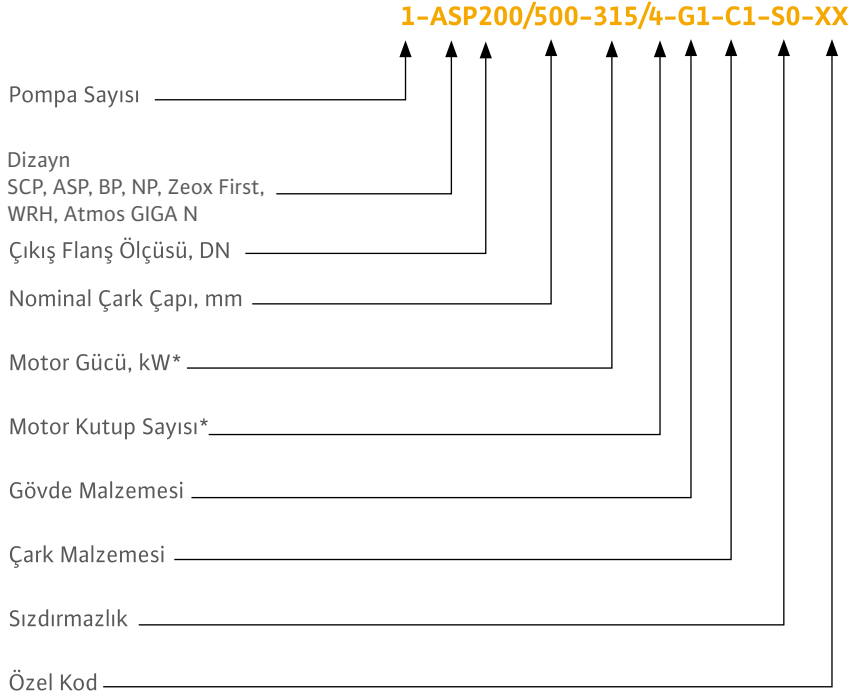 1-ASP200/500-315/4-G1-C1-S0-XX
Pompa Sayısı
Dizayn
SCP, ASP, BP, NP, Zeox First,
WRH, Atmos GIGA N
Çıkış Flanş Ölçüsü, DN
Nominal Çark Çapı, mm
Motor Gücü, kW*
Motor Kutup Sayısı*
Gövde Malzemesi
Çark Malzemesi
Sızdırmazlık
Özel Kod